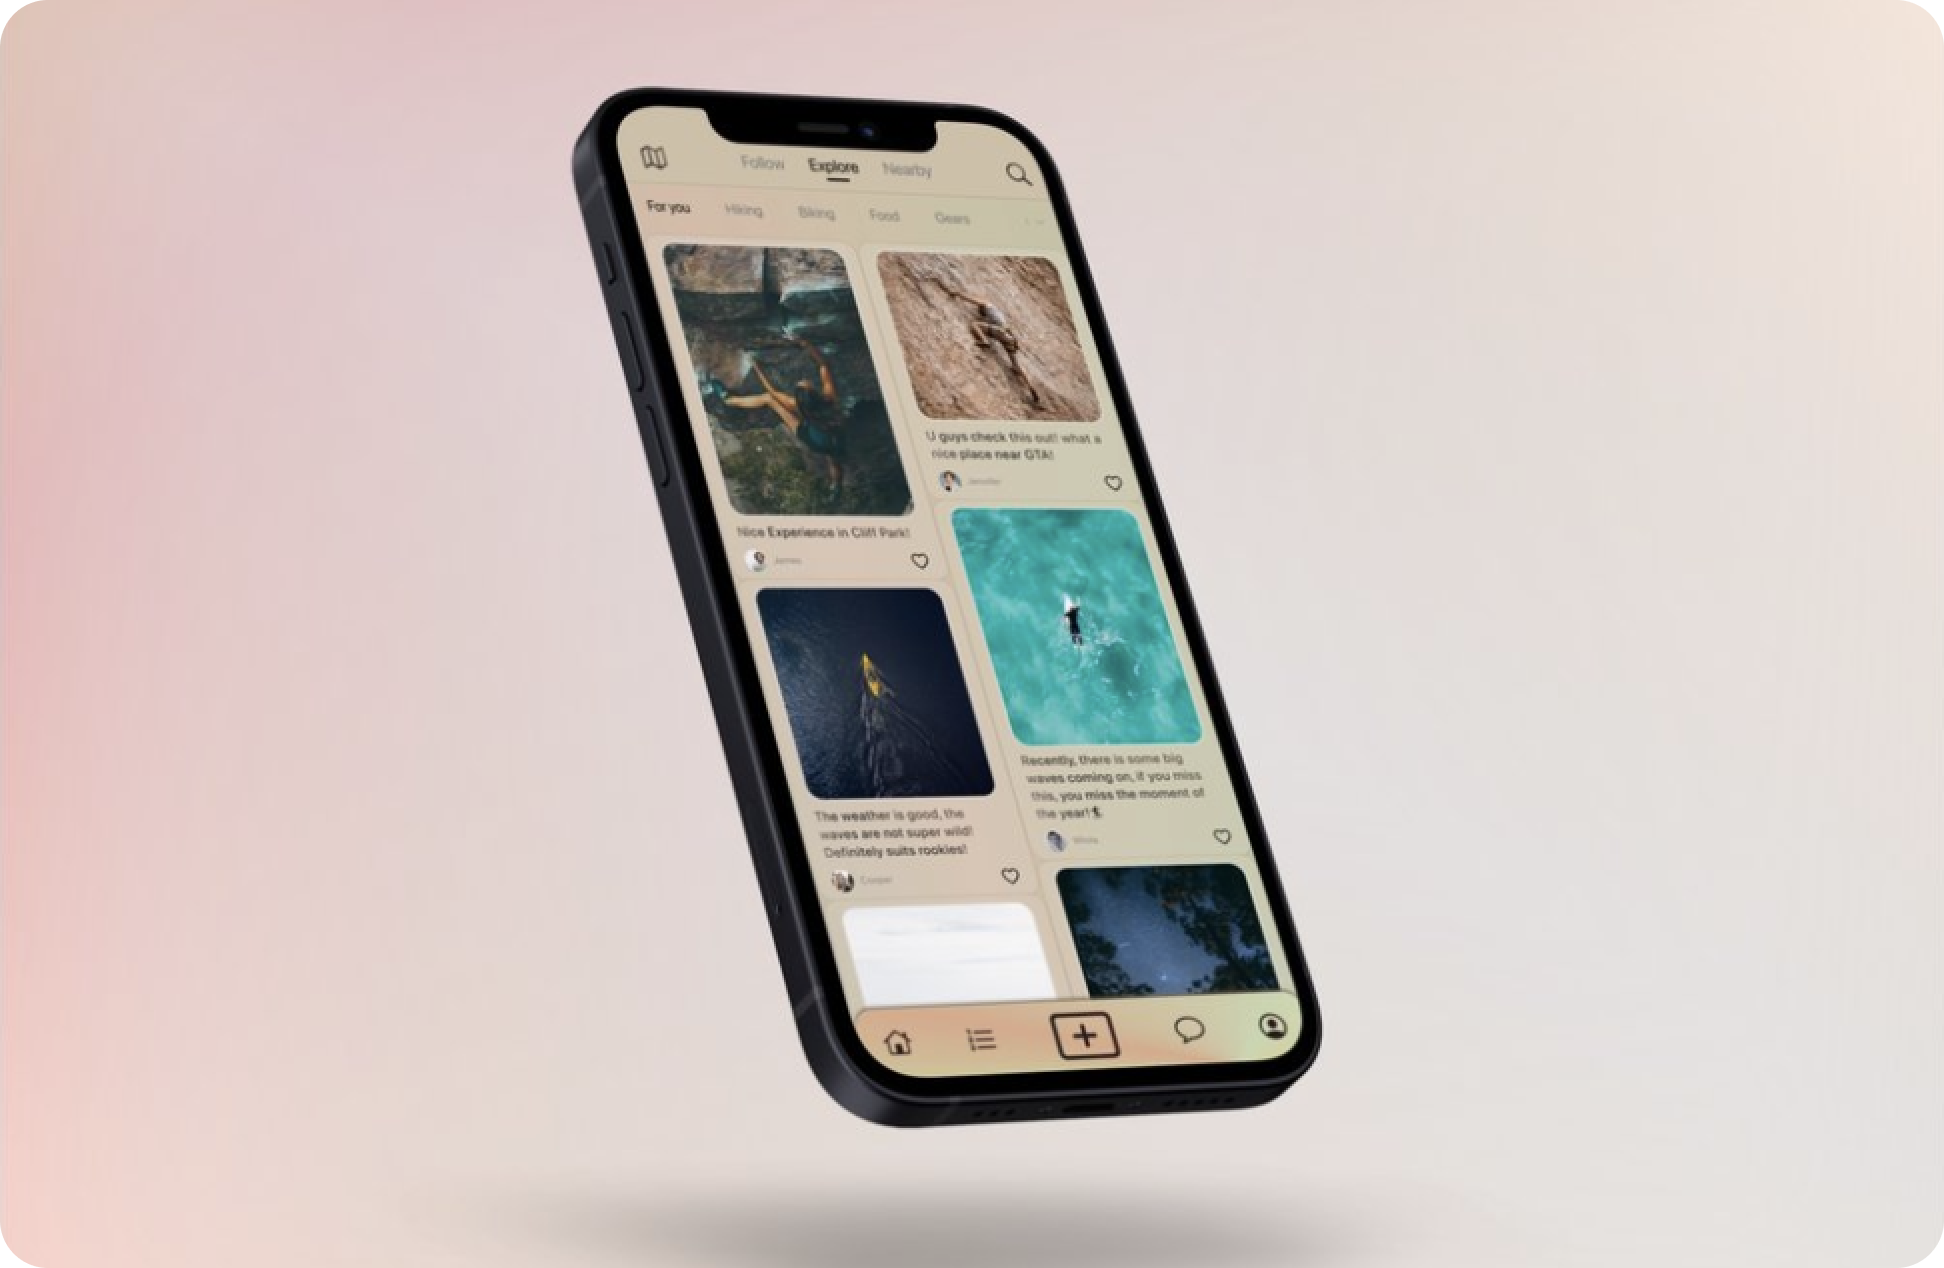 Follow Explore Nearby
For you Hiking Biking Food Gears
U guys check this out! what a
nice place near GTA!
Jennifer
Nice Experience in Cliff Park!
James
Recently, there is some big
waves coming on, if you miss
this, you miss the moment of
the year!🏄
The weather is good, the
waves are not super wild!
Definitely suits rookies!
Cooper